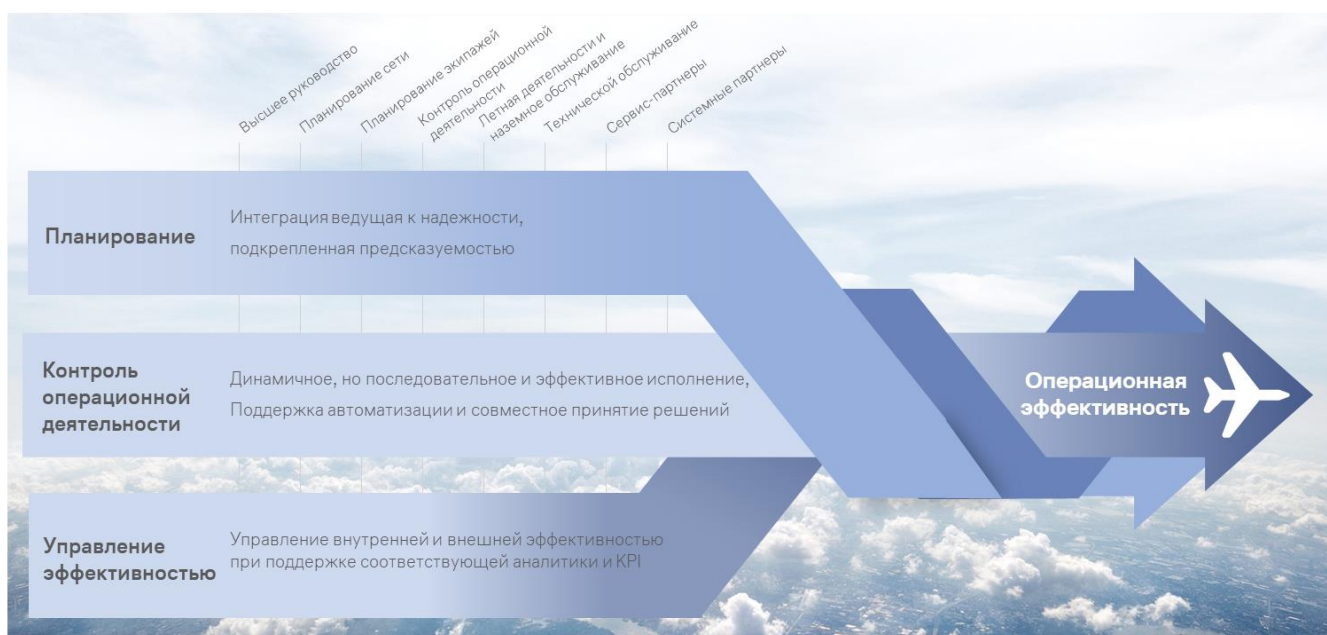 Высшее руководство
Планирование сети
Планирование экипажей
Контроль операционной
деятельности
Летная деятельности и
наземное обслуживание
Технической обслуживание
Сервис-партнеры
Системные партнеры
Планирование
Интеграция ведущая к надежности,
подкрепленная предсказуемостью
Контроль
операционной
деятельности
Динамичное, но последовательное и эффективное исполнение,
Поддержка автоматизации и совместное принятие решений
Операционная
эффективность
Управление
эффективностью
Управление внутренней и внешней эффективностью
при поддержке соответствующей аналитики и KPI